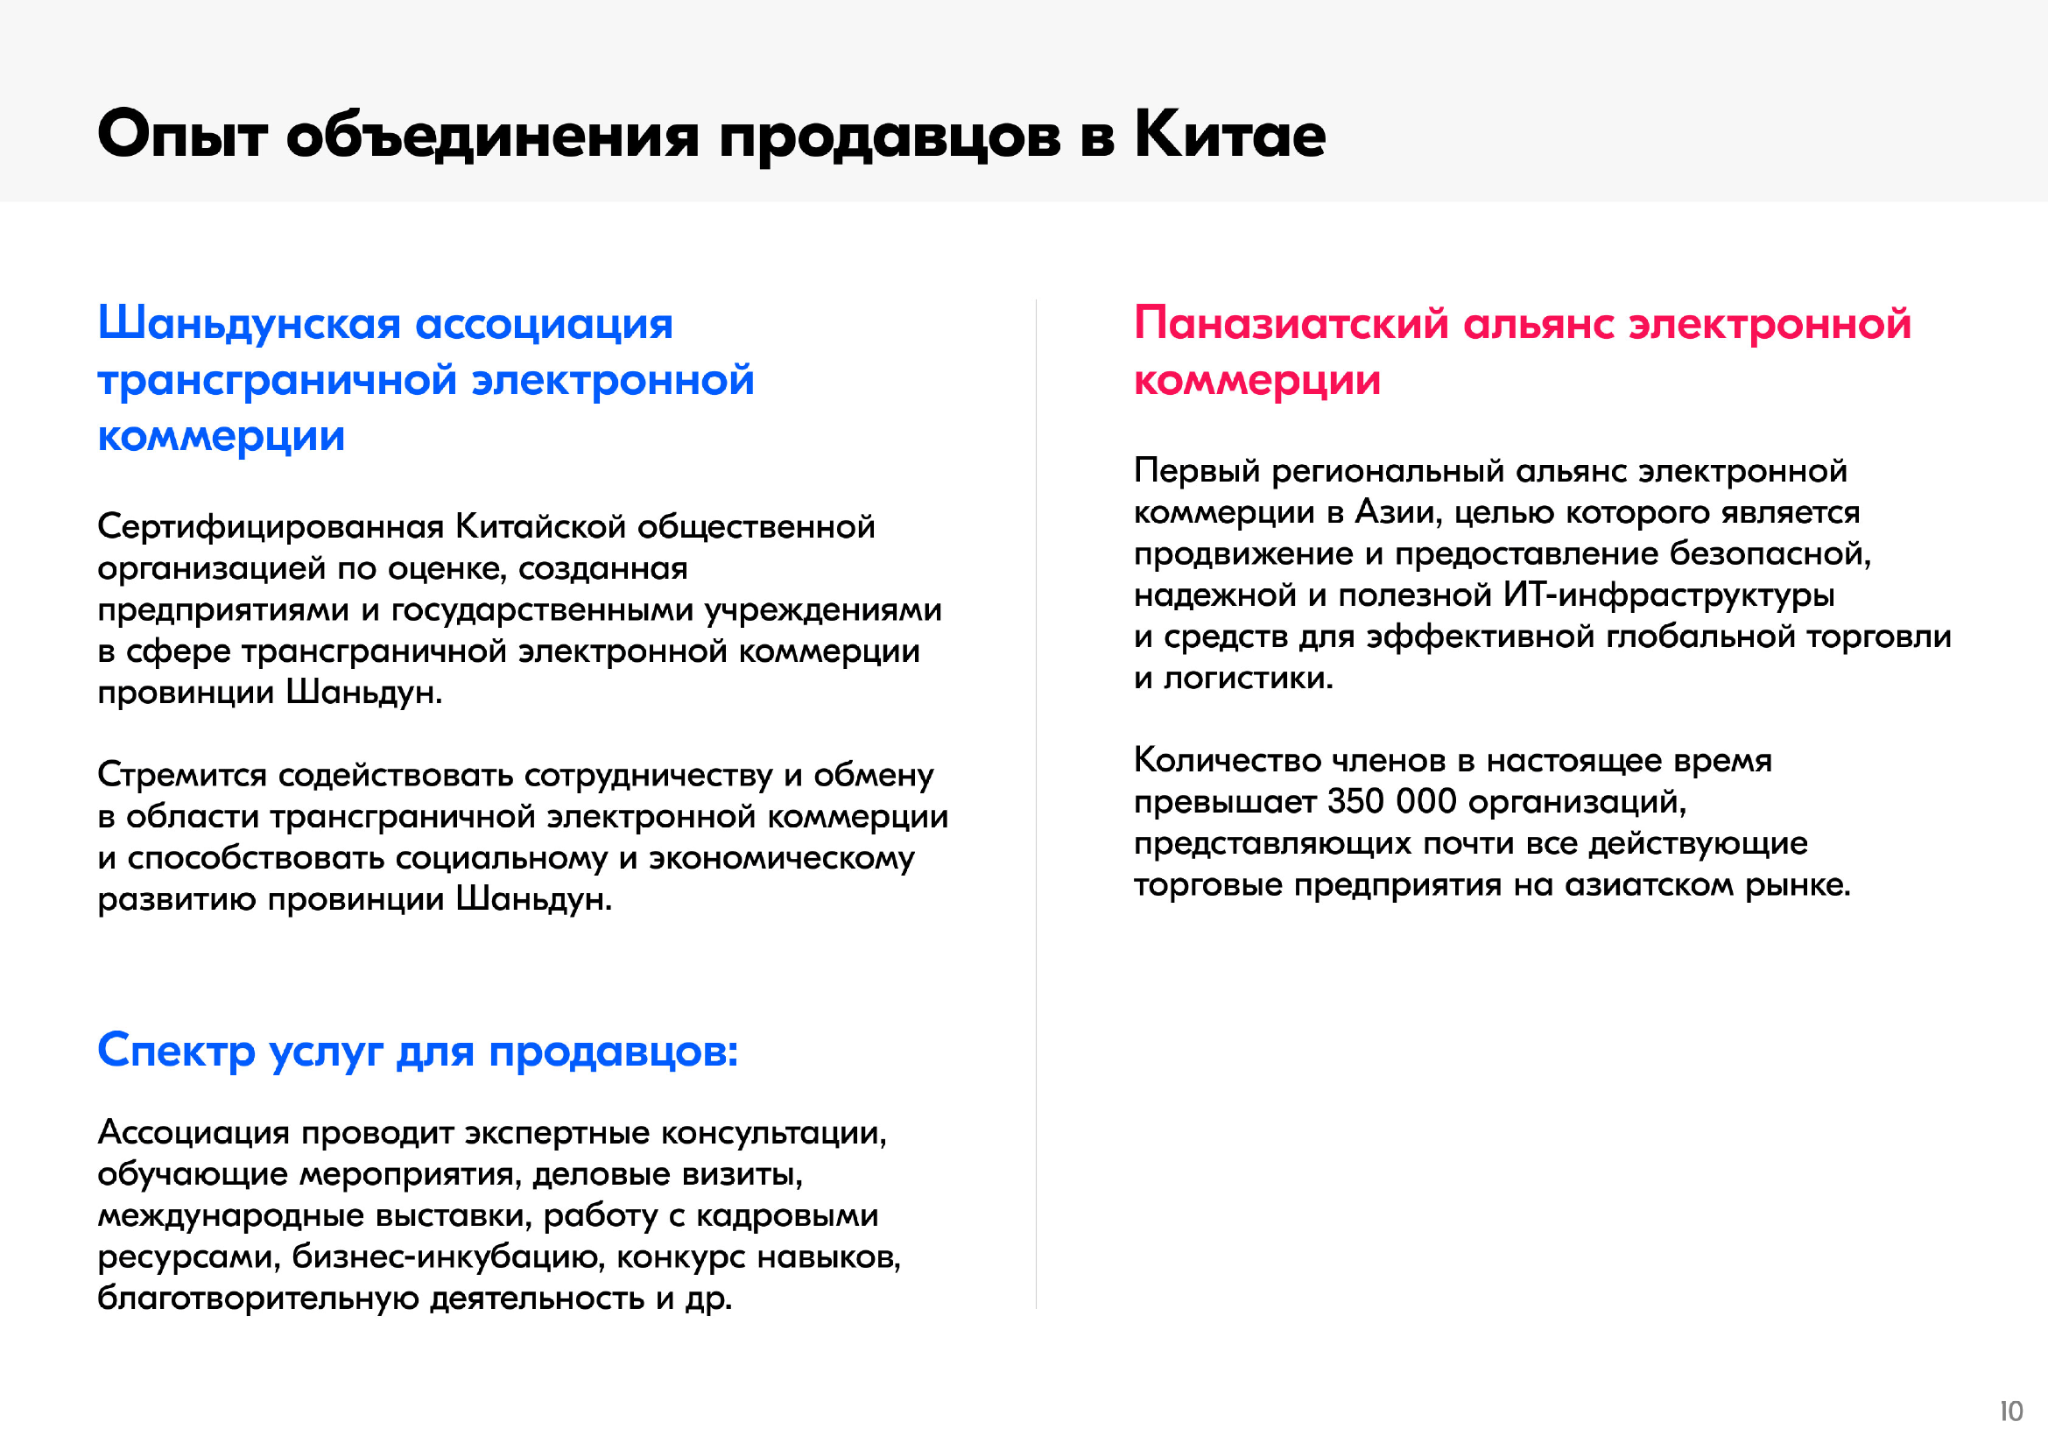 Опыт объединения продавцов в Китае
Шаньдунская ассоциация
трансграничной электронной
коммерции
Сертифицированная Китайской общественной
организацией по оценке, созданная
предприятиями и государственными учреждениями
в сфере трансграничной электронной коммерции
провинции Шаньдун.
Стремится содействовать сотрудничеству и обмену
в области трансграничной электронной коммерции
и способствовать социальному и экономическому
развитию провинции Шаньдун.
Спектр услуг для продавцов:
Ассоциация проводит экспертные консультации,
обучающие мероприятия, деловые визиты,
международные выставки, работу с кадровыми
ресурсами, бизнес-инкубацию, конкурс навыков,
благотворительную деятельность и др.
Паназиатский альянс электронной
коммерции
Первый региональный альянс электронной
коммерции в Азии, целью которого является
продвижение и предоставление безопасной,
надежной и полезной ИТ-инфраструктуры
и средств для эффективной глобальной торговли
и логистики.
Количество членов в настоящее время
превышает 350 000 организаций,
представляющих почти все действующие
торговые предприятия на азиатском рынке.
10